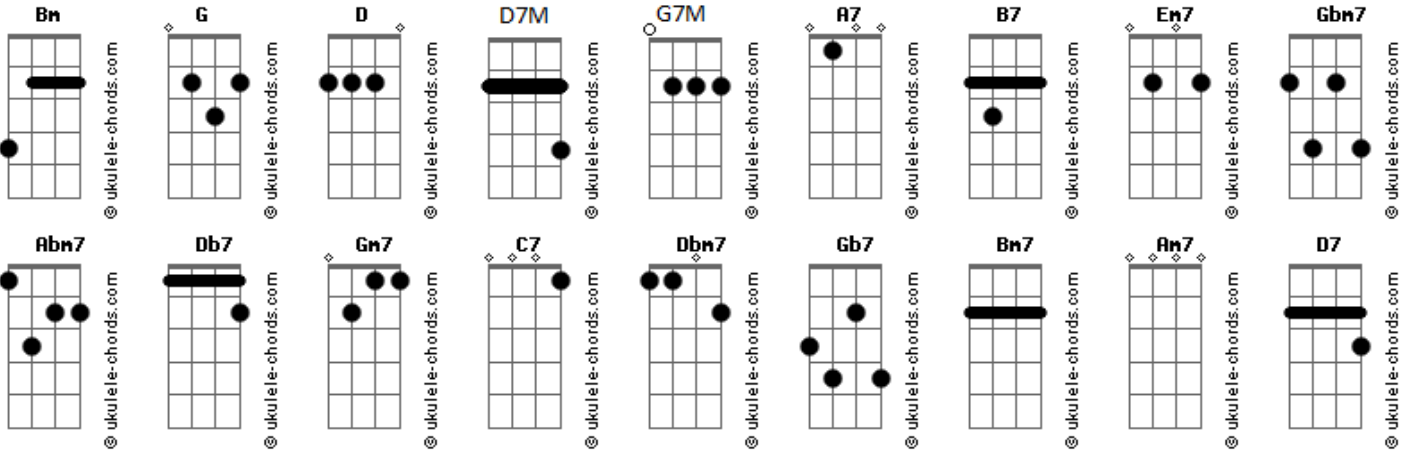 Bm G D D7M G7M A7 B7 Em7 Gbm7
© ukulele-chords.com © ukulele-chords.com © ukulele-chords.com © ukulele-chords.com © ukulele-chords.com © ukulele-chords.com © ukulele-chords.com © ukulele-chords.com © ukulele-chords.com
Abm7 Db7 Gm7 C7 Dbm7 Gb7 Bm7 Am7 D7
© ukulele-chords.com © ukulele-chords.com © ukulele-chords.com © ukulele-chords.com © ukulele-chords.com © ukulele-chords.com © ukulele-chords.com © ukulele-chords.com © ukulele-chords.com